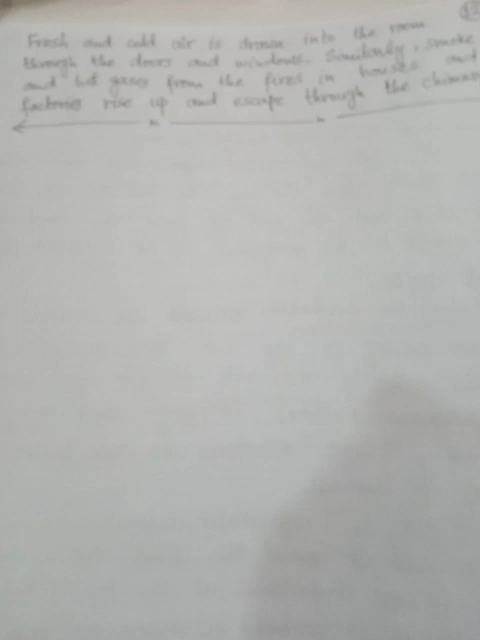 Fresh and cold air is drawn into the room
through the doors and windows. Similarly, smoke
and hot gases from the fires in houses and
factories rise up and escape through the